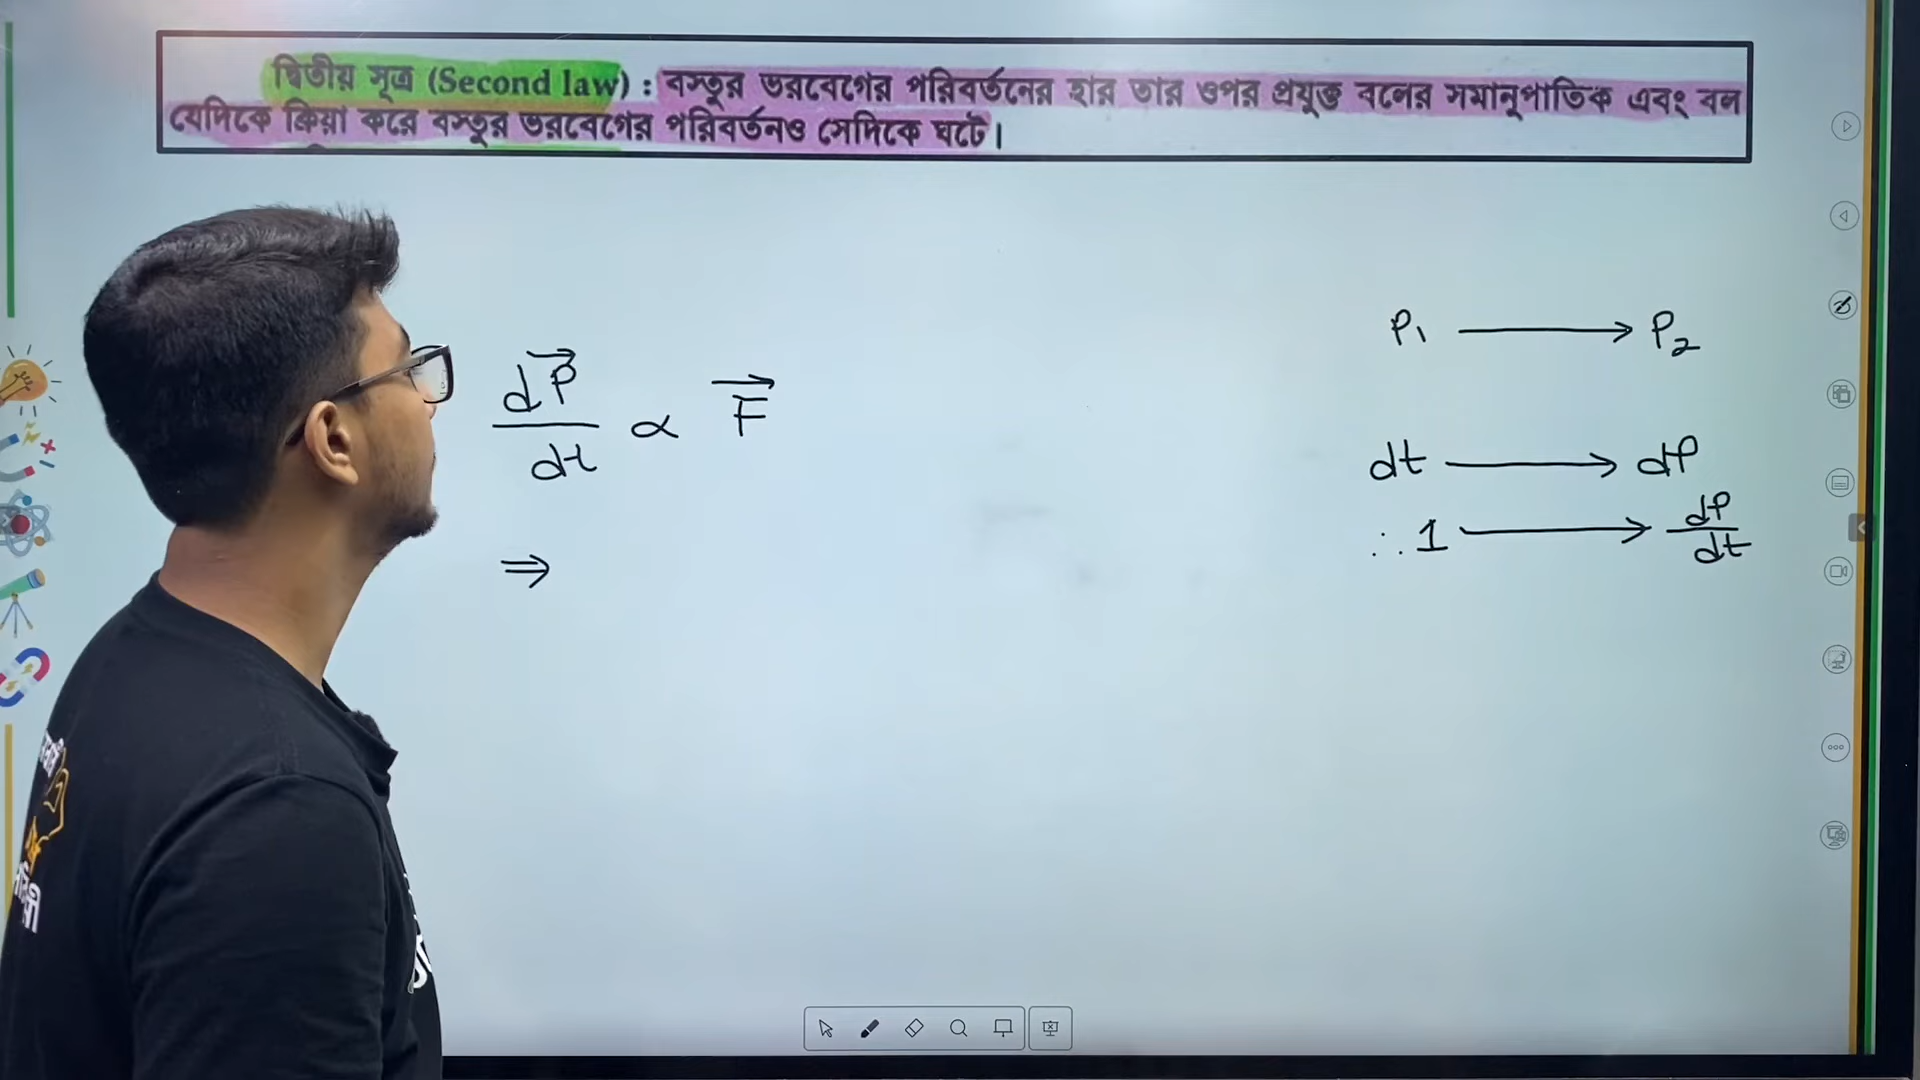 দ্বিতীয় সূত্র (Second law) : বস্তুর ভরবেগের পরিবর্তনের হার তার ওপর প্রযুক্ত বলের সমানুপাতিক এবং বল
যেদিকে ক্রিয়া করে বস্তুর ভরবেগের পরিবর্তনও সেদিকে ঘটে।
dP⃗/dt ∝ F⃗
⇒
P₁ ⟶ P₂
dt ⟶ dP
∴ 1 ⟶ dP/dt